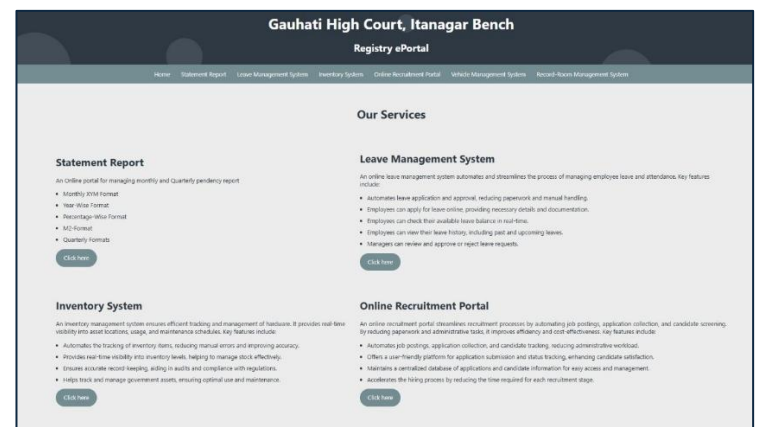 Gauhati High Court, Itanagar Bench
Registry ePortal
Home Statement Report Leave Management System Inventory System Online Recruitment Portal Vehicle Management System Record-Room Management System
Our Services
Statement Report
An Online portal for managing monthly and Quarterly pendency report
• Monthly XYM Format
• Year-Wise Format
• Percentage-Wise Format
• M2-Format
• Quarterly Formats
Click here
Leave Management System
An online leave management system automates and streamlines the process of managing employee leave and attendance. Key features
include:
• Automates leave application and approval, reducing paperwork and manual handling.
• Employees can apply for leave online, providing necessary details and documentation.
• Employees can check their available leave balance in real-time.
• Employees can view their leave history, including past and upcoming leaves.
• Managers can review and approve or reject leave requests.
Click here
Inventory System
An inventory management system ensures efficient tracking and management of hardware. It provides real-time
visibility into asset locations, usage, and maintenance schedules. Key features include:
• Automates the tracking of inventory items, reducing manual errors and improving accuracy.
• Provides real-time visibility into inventory levels, helping to manage stock effectively.
• Ensures accurate record-keeping, aiding in audits and compliance with regulations.
• Helps track and manage government assets, ensuring optimal use and maintenance.
Click here
Online Recruitment Portal
An online recruitment portal streamlines recruitment processes by automating job postings, application collection, and candidate screening.
By reducing paperwork and administrative tasks, it improves efficiency and cost-effectiveness. Key features include:
• Automates job postings, application collection, and candidate tracking, reducing administrative workload.
• Offers a user-friendly platform for application submission and status tracking, enhancing candidate satisfaction.
• Maintains a centralized database of applications and candidate information for easy access and management.
• Accelerates the hiring process by reducing the time required for each recruitment stage.
Click here